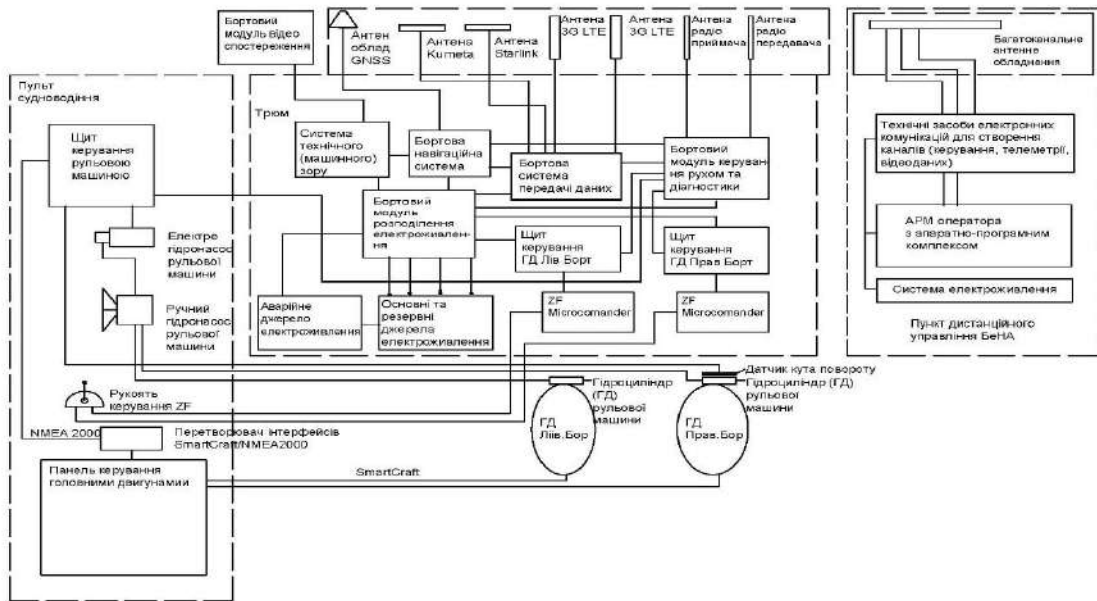 Бортовий
модуль відео
спостереження
Антен
облад
GNSS
Антена
Kumeta
Антена
Starlink
Антена
3G LTE
Антена
3G LTE
Антена
радіо
приймача
Антена
радіо
передавача
Багатоканальне
антенне
обладнення
Пульт
судноводіння
Щит
керування
рульовою
машиною
Електро
гідронасос
рульової
машини
Ручний
гідронасос
рульової
машини
Рукоять
керування ZF
NMEA 2000
Перетворювач інтерфейсів
SmartCraft/NMEA2000
Панель керування
головними двигунамии
Трюм
Система
технічного
(машинного)
зору
Бортова
навігаційна
система
Бортова
система
передачі даних
Бортовий
модуль керуван
ня рухом та
діагностики
Бортовий
модуль
розподілення
електроживлен-
ня
Щит
керування
ГД Лів Борт
Щит
керування
ГД Прав Борт
Аварійне
джерело
електроживлення
Основні та
резервні
джерела
електроживлення
ZF
Microcomander
ZF
Microcomander
Гідроциліндр
(ГД)
рульової
машини
Датчик кута повороту
Гідроциліндр (ГД)
рульової
машини
ГД
Ліів.Бор
ГД
Прав.Бор
SmartCraft
Технічні засоби електронних
комунікацій для створення
каналів (керування, телеметрії,
відеоданих)
АРМ оператора
з апаратно-програмним
комплексом
Система електроживлення
Пункт дистанційного
управління БеНА